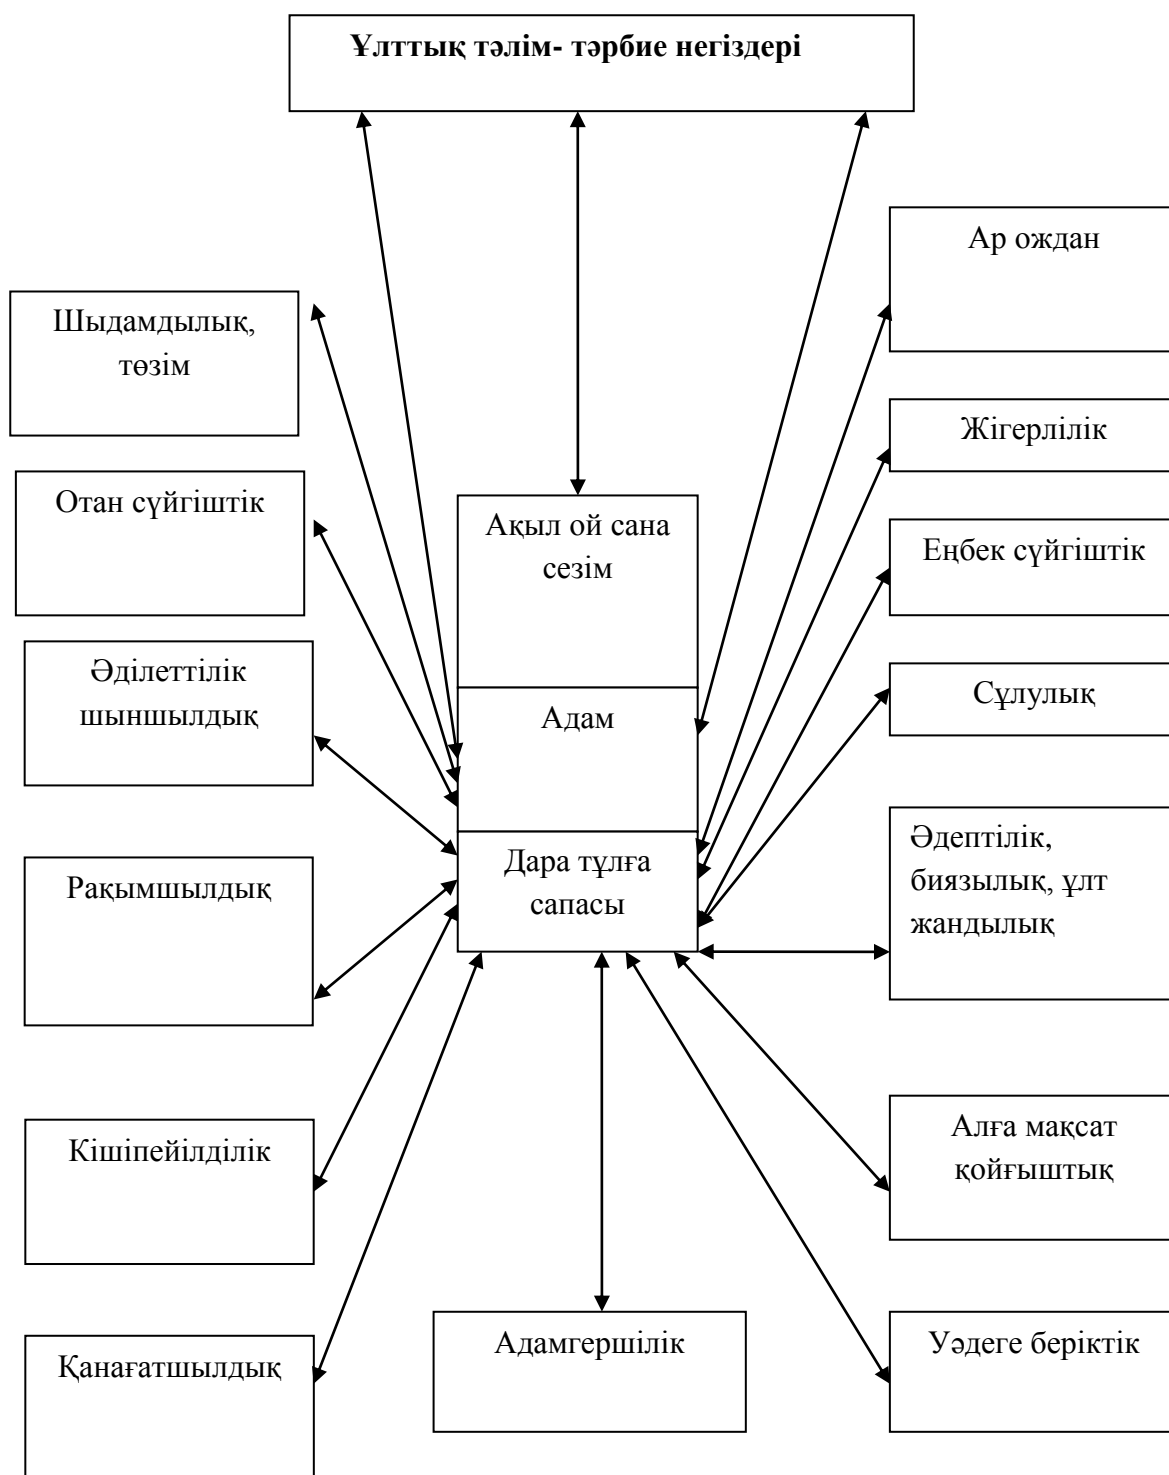 Ұлттық тәлім- тәрбие негіздері
Ар ождан
Шыдамдылық,
төзім
Жігерлілік
Отан сүйгіштік
Ақыл ой сана
сезім
Еңбек сүйгіштік
Әділеттілік
шыншылдық
Адам
Сұлулық
Рақымшылдық
Дара тұлға
сапасы
Әдептілік,
биязылық, ұлт
жандылық
Кішіпейілділік
Алға мақсат
қойғыштық
Қанағатшылдық
Адамгершілік
Уәдеге беріктік